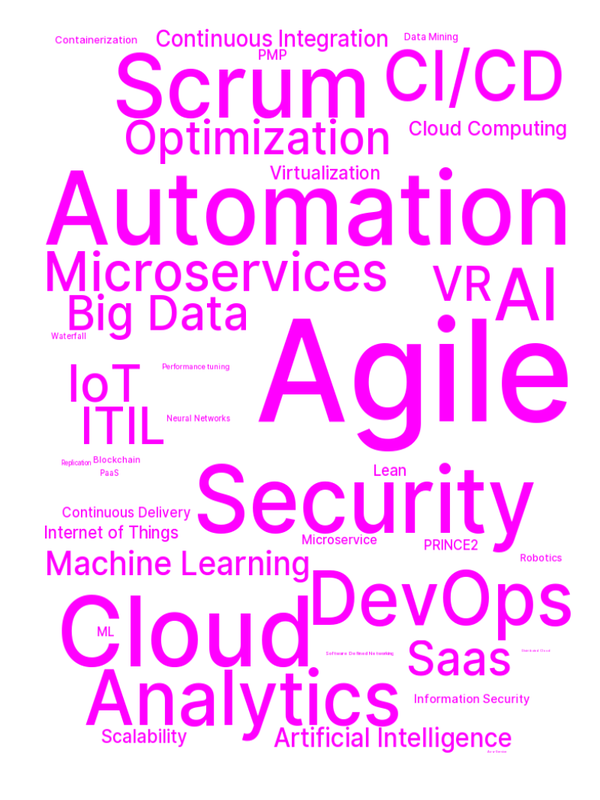 Containerization
Continuous Integration
Data Mining
PMP
Scrum
CI/CD
Optimization
Cloud Computing
Virtualization
Automation
Microservices
VR
AI
Big Data
Agile
Waterfall
IoT
Performance tuning
ITIL
Neural Networks
Replication
Blockchain
PaaS
Lean
Security
Continuous Delivery
Internet of Things
Microservice
PRINCE2
Machine Learning
Robotics
DevOps
Cloud
ML
Software Defined Networking
Saas
Analytics
Information Security
Scalability
Artificial Intelligence